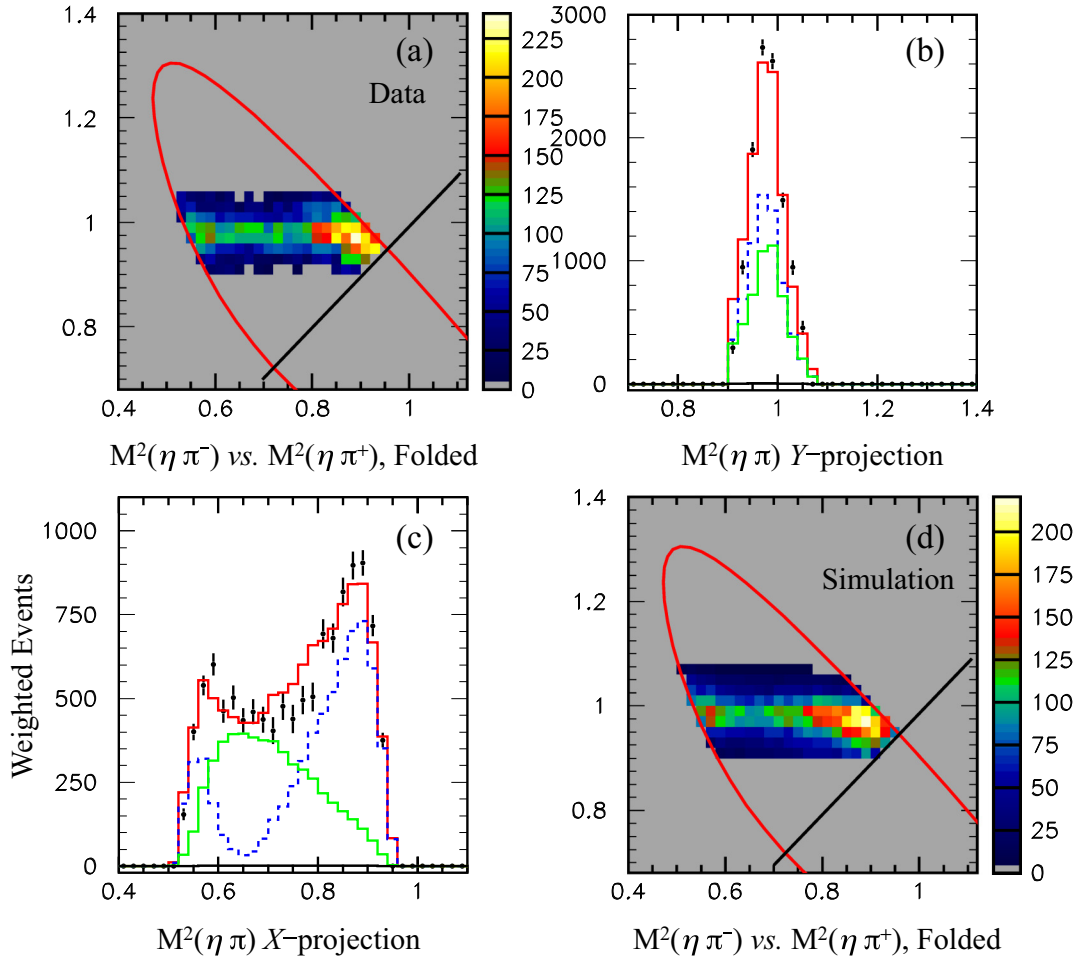 (a)
Data
1.4
1.2
1
0.8
0.4 0.6 0.8 1
225
200
175
150
125
100
75
50
25
0
M²(η π⁻) vs. M²(η π⁺), Folded
(b)
3000
2000
1000
0
0.8 1 1.2 1.4
M²(η π) Y−projection
(c)
Weighted Events
1000
750
500
250
0
0.4 0.6 0.8 1
M²(η π) X−projection
(d)
Simulation
1.4
1.2
1
0.8
0.4 0.6 0.8 1
200
175
150
125
100
75
50
25
0
M²(η π⁻) vs. M²(η π⁺), Folded